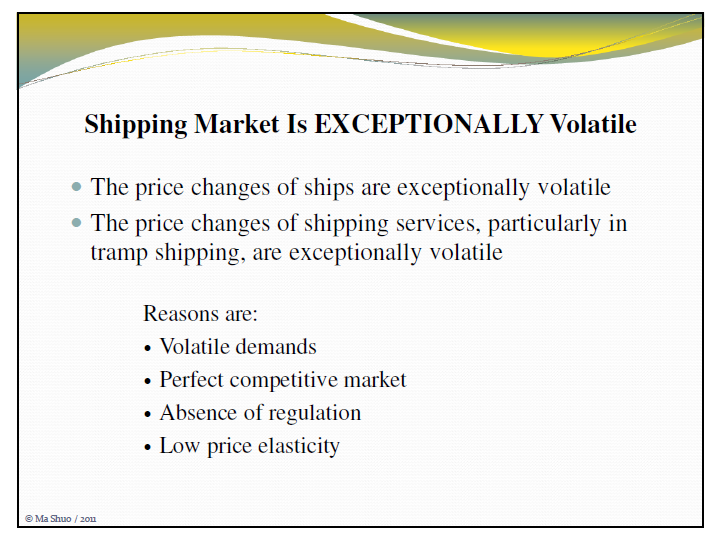 Shipping Market Is EXCEPTIONALLY Volatile
• The price changes of ships are exceptionally volatile
• The price changes of shipping services, particularly in
tramp shipping, are exceptionally volatile
Reasons are:
• Volatile demands
• Perfect competitive market
• Absence of regulation
• Low price elasticity
© Ma Shuo / 2011